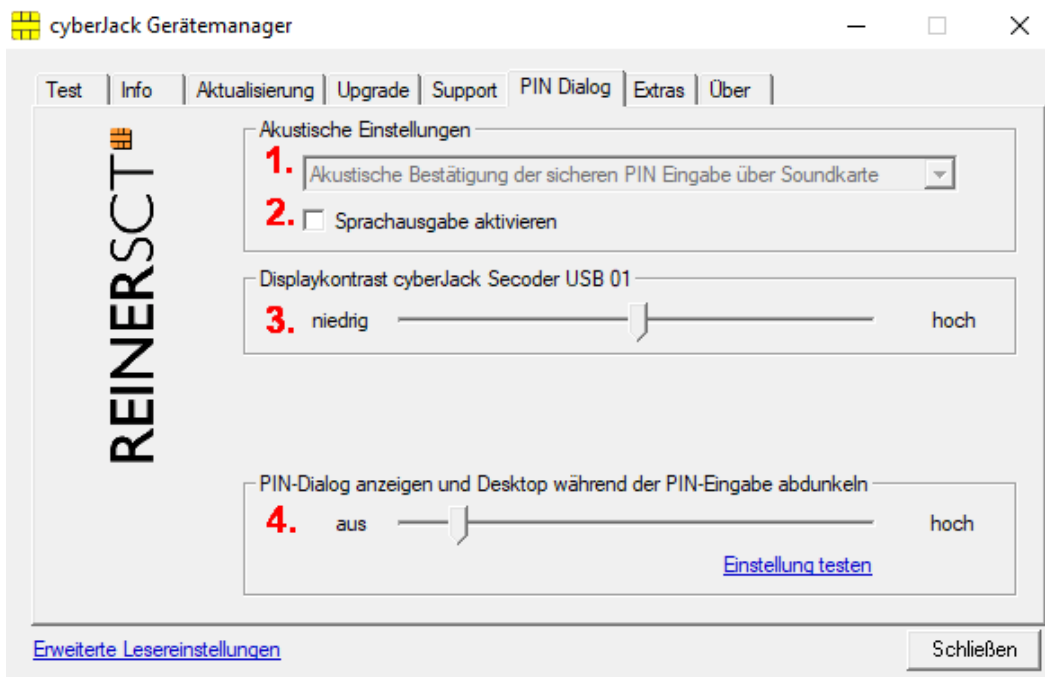 cyberJack Gerätemanager
Test Info Aktualisierung Upgrade Support PIN Dialog Extras Über
REINERSCT
Akustische Einstellungen
1. Akustische Bestätigung der sicheren PIN Eingabe über Soundkarte
2. Sprachausgabe aktivieren
Displaykontrast cyberJack Secoder USB 01
3. niedrig hoch
PIN-Dialog anzeigen und Desktop während der PIN-Eingabe abdunkeln
4. aus hoch
Einstellung testen
Erweiterte Lesereinstellungen Schließen